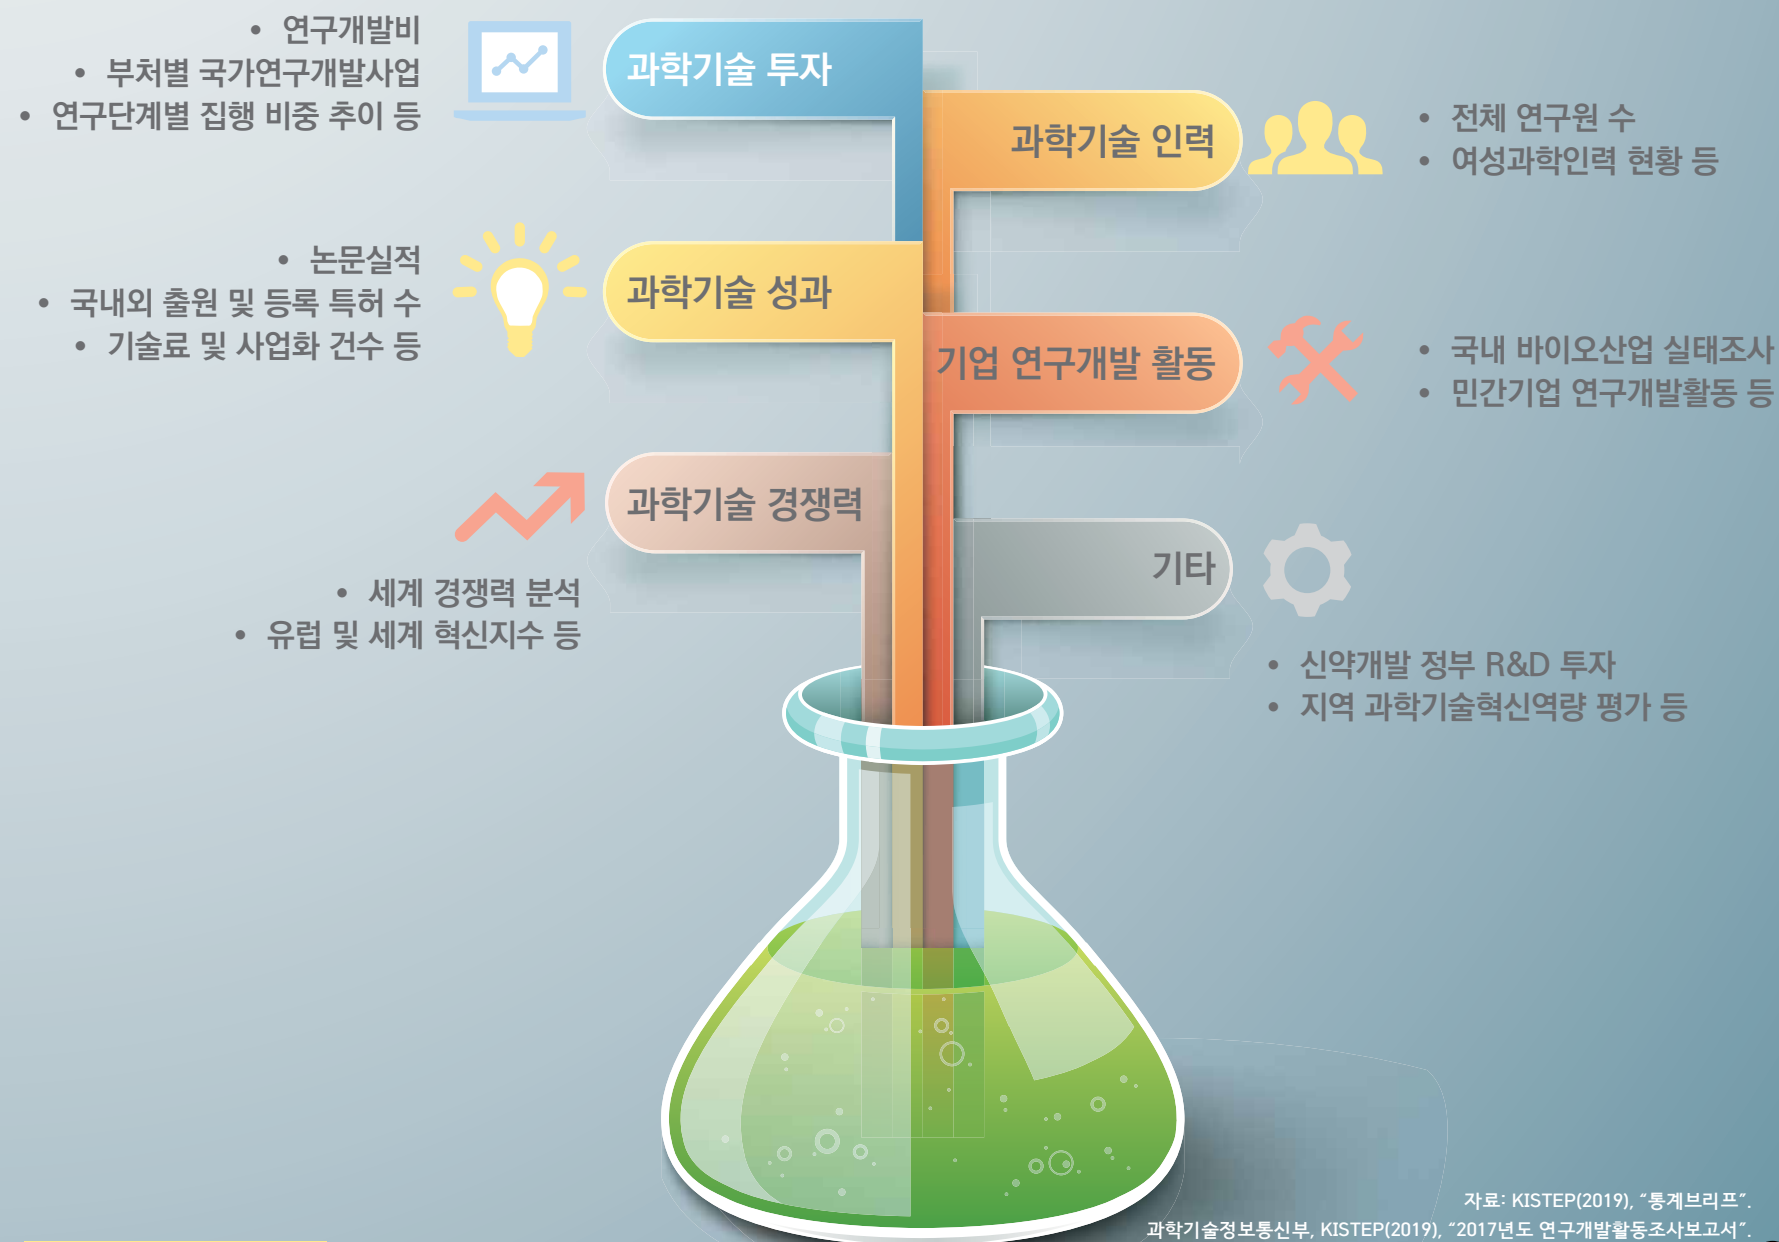 • 연구개발비
• 부처별 국가연구개발사업
• 연구단계별 집행 비중 추이 등
과학기술 투자
과학기술 인력
• 전체 연구원 수
• 여성과학인력 현황 등
• 논문실적
• 국내외 출원 및 등록 특허 수
• 기술료 및 사업화 건수 등
과학기술 성과
기업 연구개발 활동
• 국내 바이오산업 실태조사
• 민간기업 연구개발활동 등
과학기술 경쟁력
• 세계 경쟁력 분석
• 유럽 및 세계 혁신지수 등
기타
• 신약개발 정부 R&D 투자
• 지역 과학기술혁신역량 평가 등
자료: KISTEP(2019), “통계브리프”.
과학기술정보통신부, KISTEP(2019), “2017년도 연구개발활동조사보고서”.